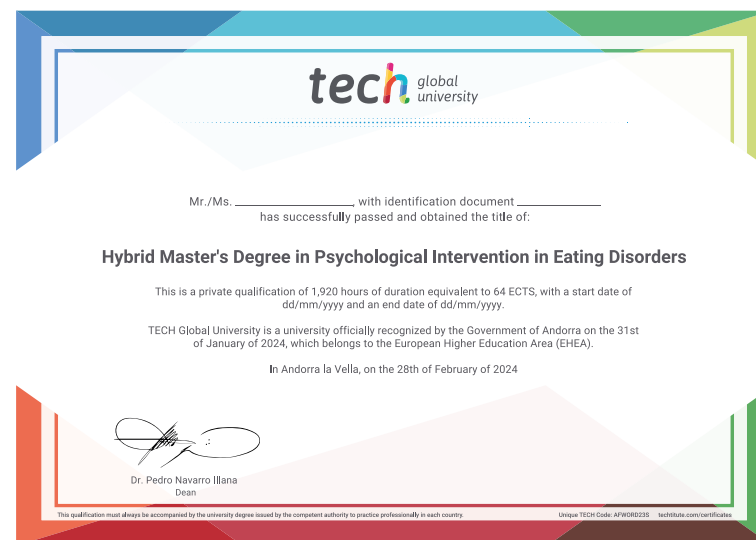 tech global
university
Mr./Ms. ________________, with identification document ____________
has successfully passed and obtained the title of:
Hybrid Master's Degree in Psychological Intervention in Eating Disorders
This is a private qualification of 1,920 hours of duration equivalent to 64 ECTS, with a start date of
dd/mm/yyyy and an end date of dd/mm/yyyy.
TECH Global University is a university officially recognized by the Government of Andorra on the 31st
of January of 2024, which belongs to the European Higher Education Area (EHEA).
In Andorra la Vella, on the 28th of February of 2024
Dr. Pedro Navarro Illana
Dean
This qualification must always be accompanied by the university degree issued by the competent authority to practice professionally in each country. Unique TECH Code: AFWORD23S techtitute.com/certificates